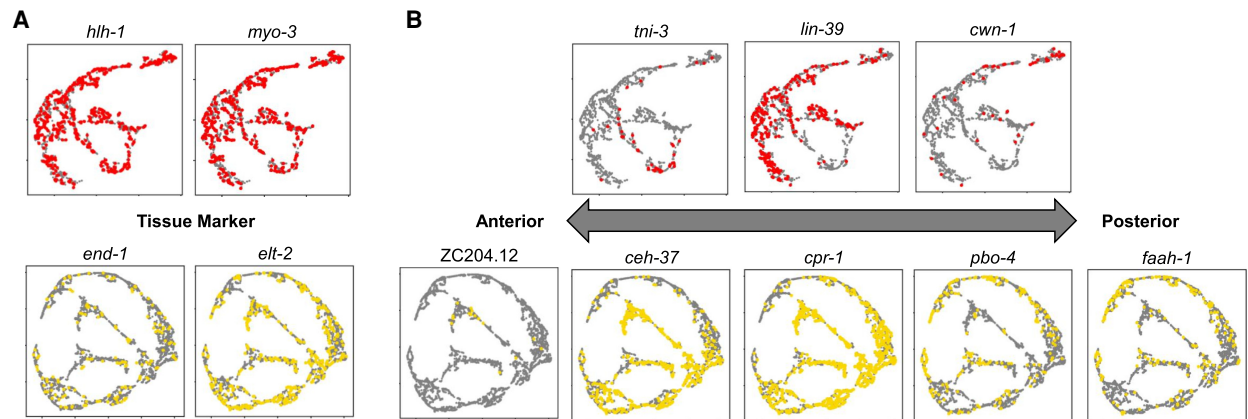 A
B
hlh-1
myo-3
tni-3
lin-39
cwn-1
Tissue Marker
Anterior
Posterior
end-1
elt-2
ZC204.12
ceh-37
cpr-1
pbo-4
faah-1